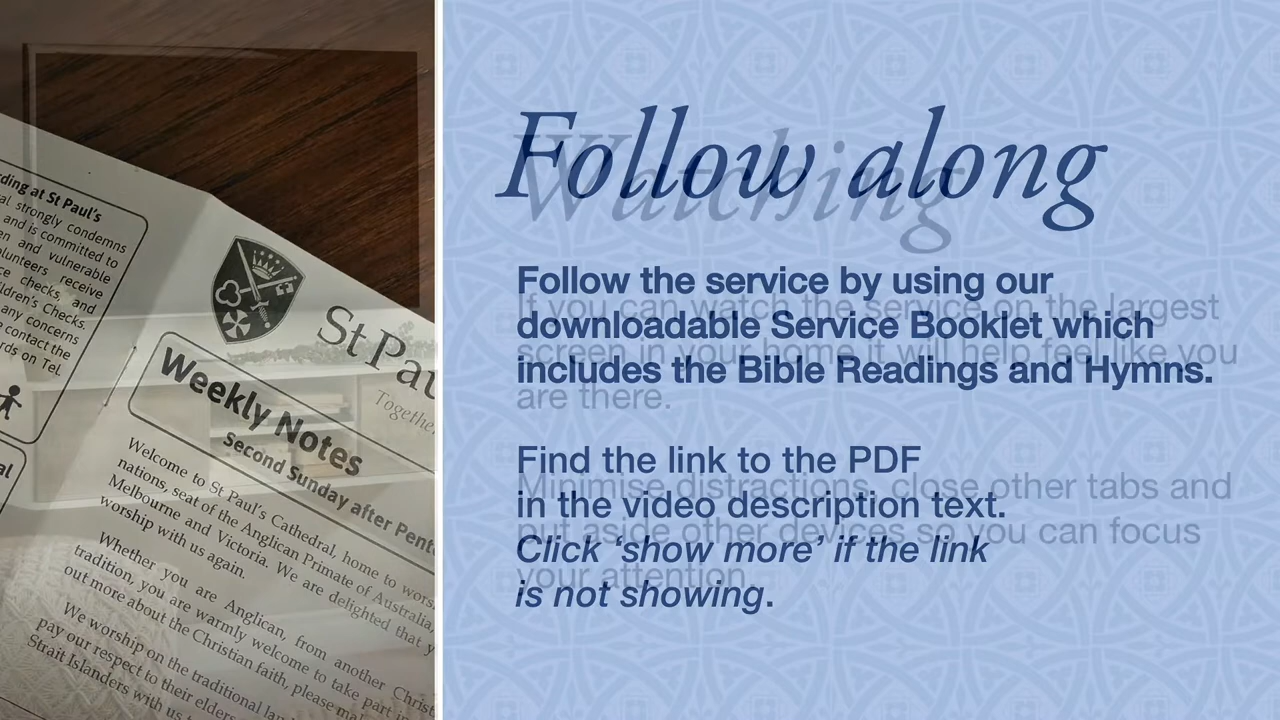 rding at St Paul's
al strongly condemns
and is committed to
en and vulnerable
olunteers receive
ce checks, and
ildren's Checks.
any concerns
contact the
rds on Tel.
al
St Pau
Togethe
Weekly Notes
Second Sunday after Pente
Welcome to St Paul's Cathedral, home to wors
nations, seat of the Anglican Primate of Australia,
Melbourne and Victoria. We are delighted that y
worship with us again.
Whether you are Anglican, from another Christ
tradition, you are warmly welcome to take part in
out more about the Christian faith, please mak
We worship on the traditional lan
pay our respect to their elders
Strait Islanders with us t
Follow along
Follow the service by using our
downloadable Service Booklet which
includes the Bible Readings and Hymns.
Find the link to the PDF
in the video description text.
Click ‘show more’ if the link
is not showing.
Watching
If you can watch the service on the largest
screen in your home it will help feel like you
are there.
Minimise distractions, close other tabs and
put aside other devices so you can focus
your attention.